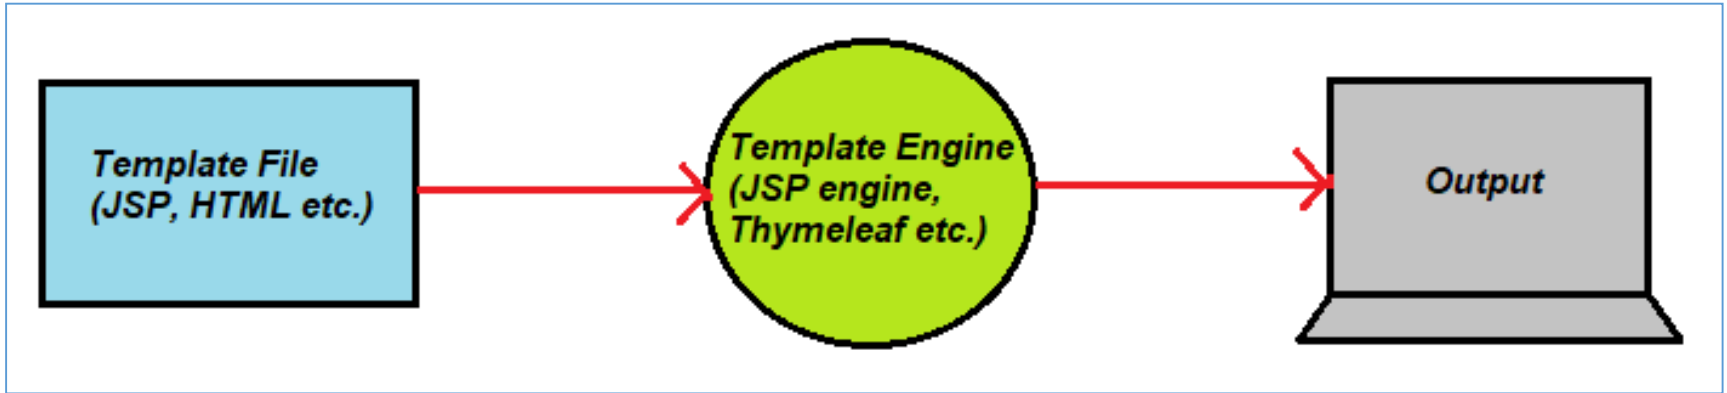 Template File
(JSP, HTML etc.)
Template Engine
(JSP engine,
Thymeleaf etc.)
Output